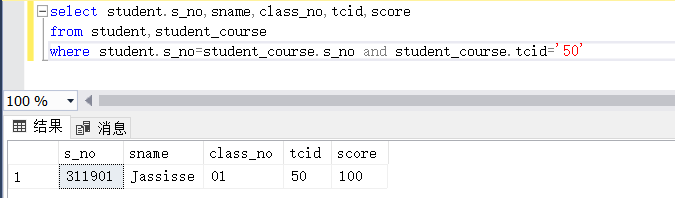 select student.s_no,sname,class_no,tcid,score
from student,student_course
where student.s_no=student_course.s_no and student_course.tcid='50'
100 %
结果 消息
s_no sname class_no tcid score
1 311901 Jassisse 01 50 100